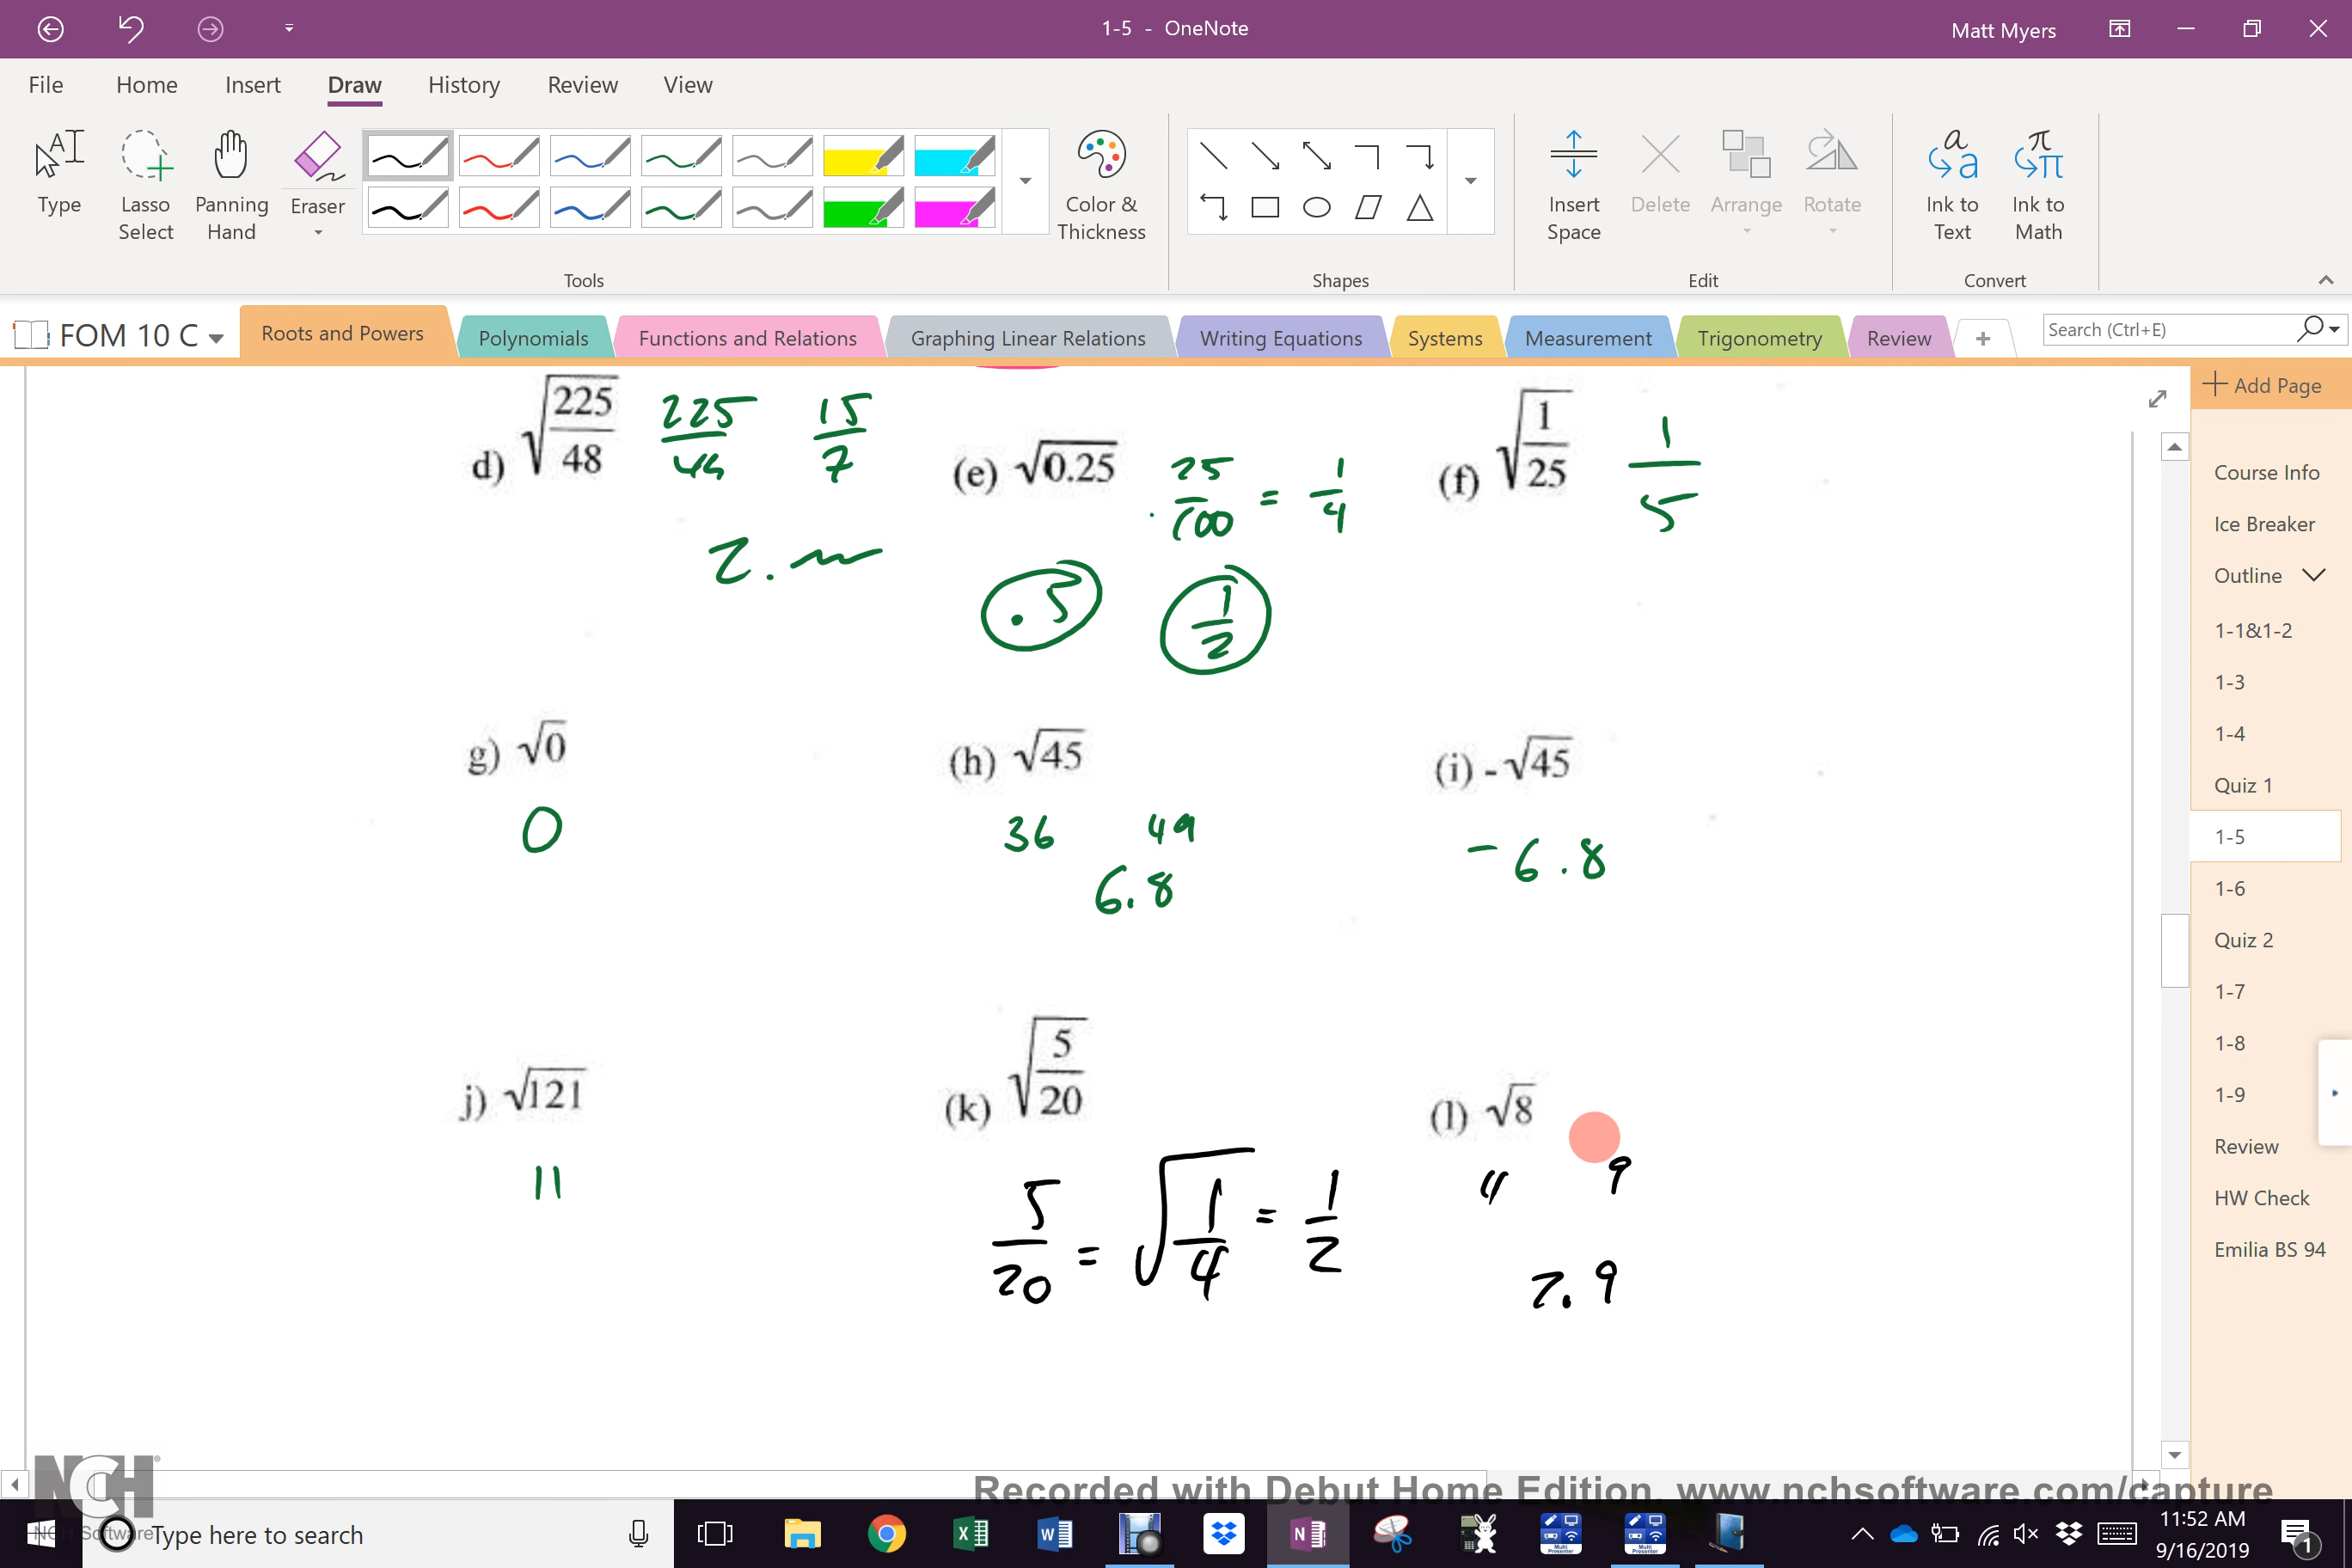 1-5 - OneNote
Matt Myers
File Home Insert Draw History Review View
Type
Lasso Select
Panning Hand
Eraser
Color & Thickness
Insert Space
Delete
Arrange
Rotate
Ink to Text
Ink to Math
Tools
Shapes
Edit
Convert
FOM 10 C
Roots and Powers
Polynomials
Functions and Relations
Graphing Linear Relations
Writing Equations
Systems
Measurement
Trigonometry
Review
Search (Ctrl+E)
d) √(225/48) 225/49 15/7
2.
(e) √0.25 25/100 = 1/4
.5 1/2
(f) √(1/25) 1/5
g) √0
0
(h) √45
36 49
6.8
(i) -√45
-6.8
j) √121
11
(k) √(5/20)
5/20 = √(1/4) = 1/2
(l) √8
4 9
2.9
Add Page
Course Info
Ice Breaker
Outline
1-1&1-2
1-3
1-4
Quiz 1
1-5
1-6
Quiz 2
1-7
1-8
1-9
Review
HW Check
Emilia BS 94
NCH
NCH Software
Recorded with Debut Home Edition. www.nchsoftware.com/capture
Type here to search
11:52 AM
9/16/2019
1